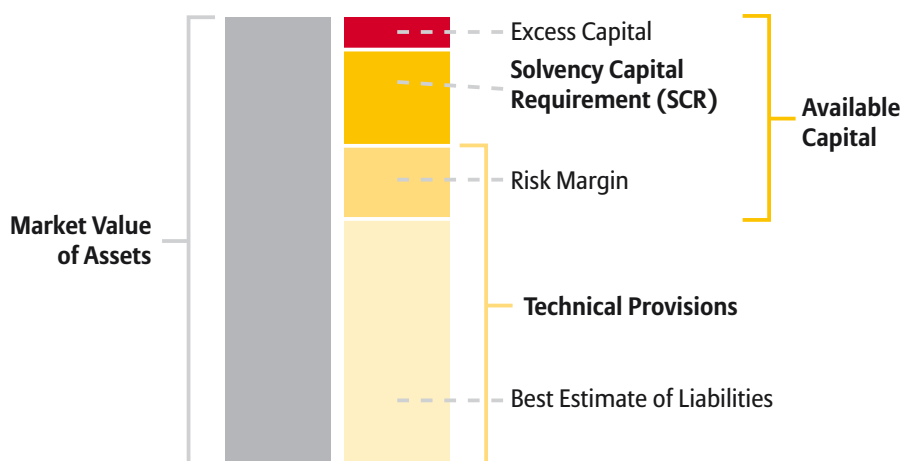 Excess Capital
Solvency Capital
Requirement (SCR)
Available
Capital
Risk Margin
Market Value
of Assets
Technical Provisions
Best Estimate of Liabilities